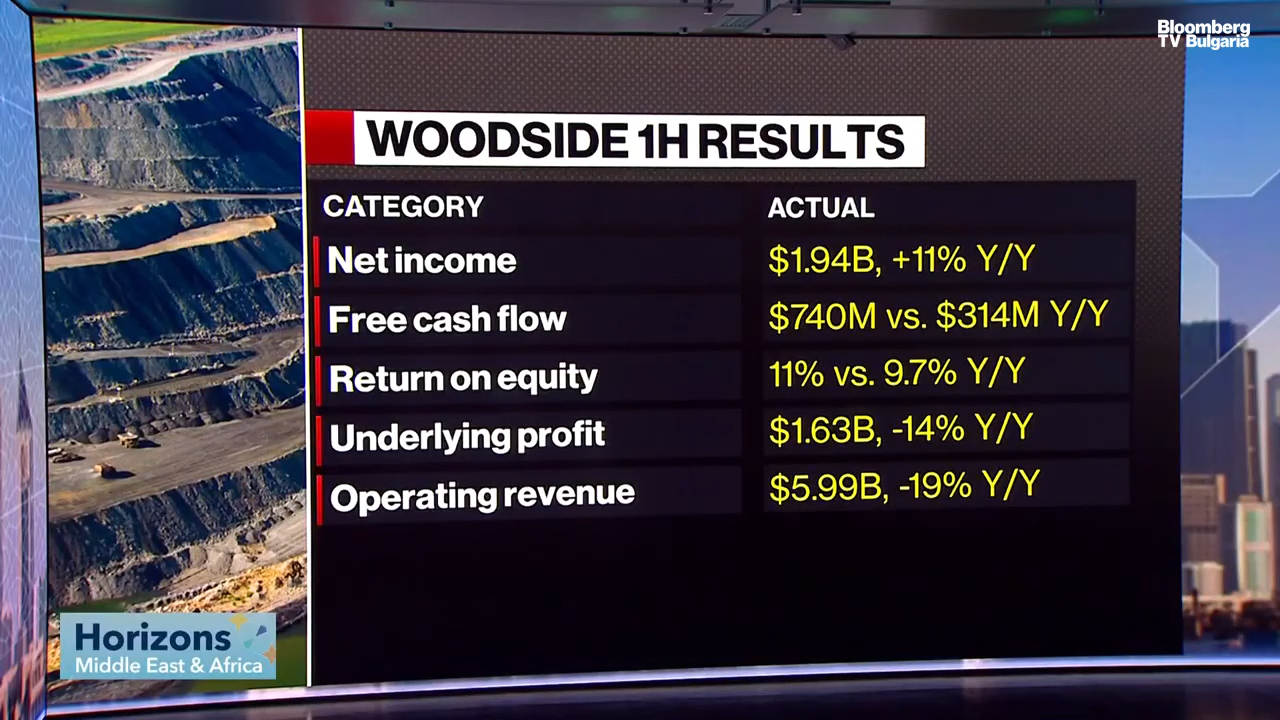 Bloomberg
TV Bulgaria
WOODSIDE 1H RESULTS
CATEGORY ACTUAL
Net income $1.94B, +11% Y/Y
Free cash flow $740M vs. $314M Y/Y
Return on equity 11% vs. 9.7% Y/Y
Underlying profit $1.63B, -14% Y/Y
Operating revenue $5.99B, -19% Y/Y
Horizons
Middle East & Africa